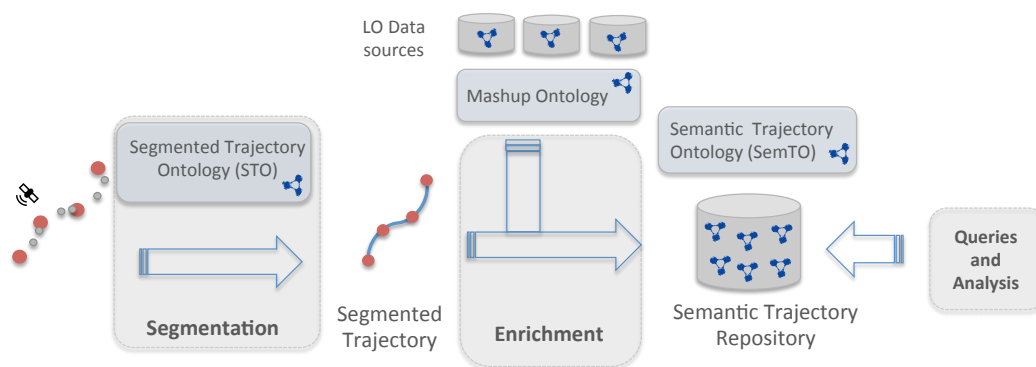 LO Data
sources
Mashup Ontology
Segmented Trajectory
Ontology (STO)
Semantic Trajectory
Ontology (SemTO)
Segmentation
Segmented
Trajectory
Enrichment
Semantic Trajectory
Repository
Queries
and
Analysis